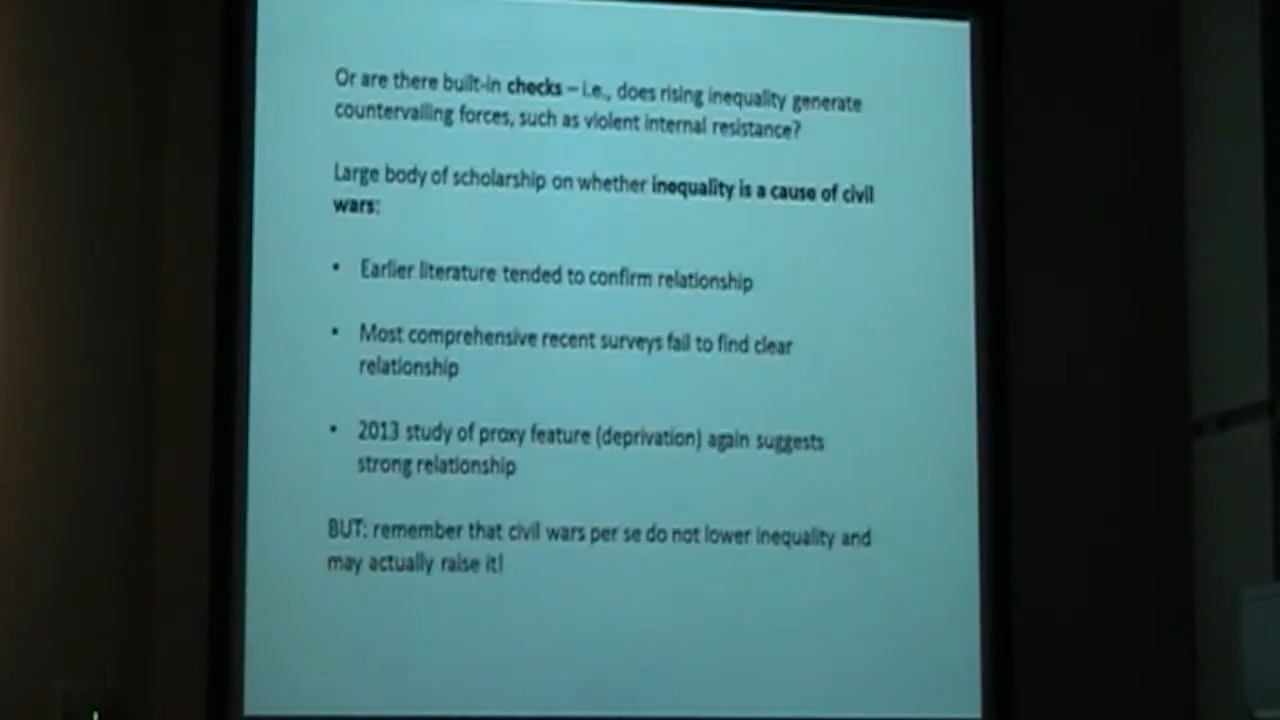 Or are there built-in checks – i.e., does rising inequality generate
countervailing forces, such as violent internal resistance?
Large body of scholarship on whether inequality is a cause of civil
wars:
• Earlier literature tended to confirm relationship
• Most comprehensive recent surveys fail to find clear
relationship
• 2013 study of proxy feature (deprivation) again suggests
strong relationship
BUT: remember that civil wars per se do not lower inequality and
may actually raise it!